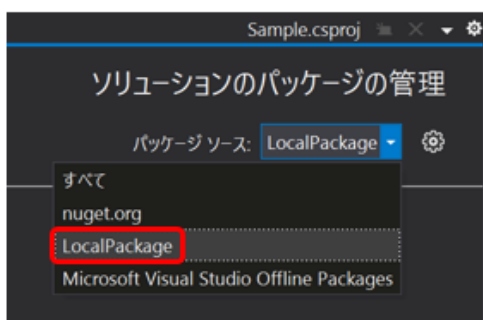 Sample.csproj
ソリューションのパッケージの管理
パッケージ ソース: LocalPackage
すべて
nuget.org
LocalPackage
Microsoft Visual Studio Offline Packages